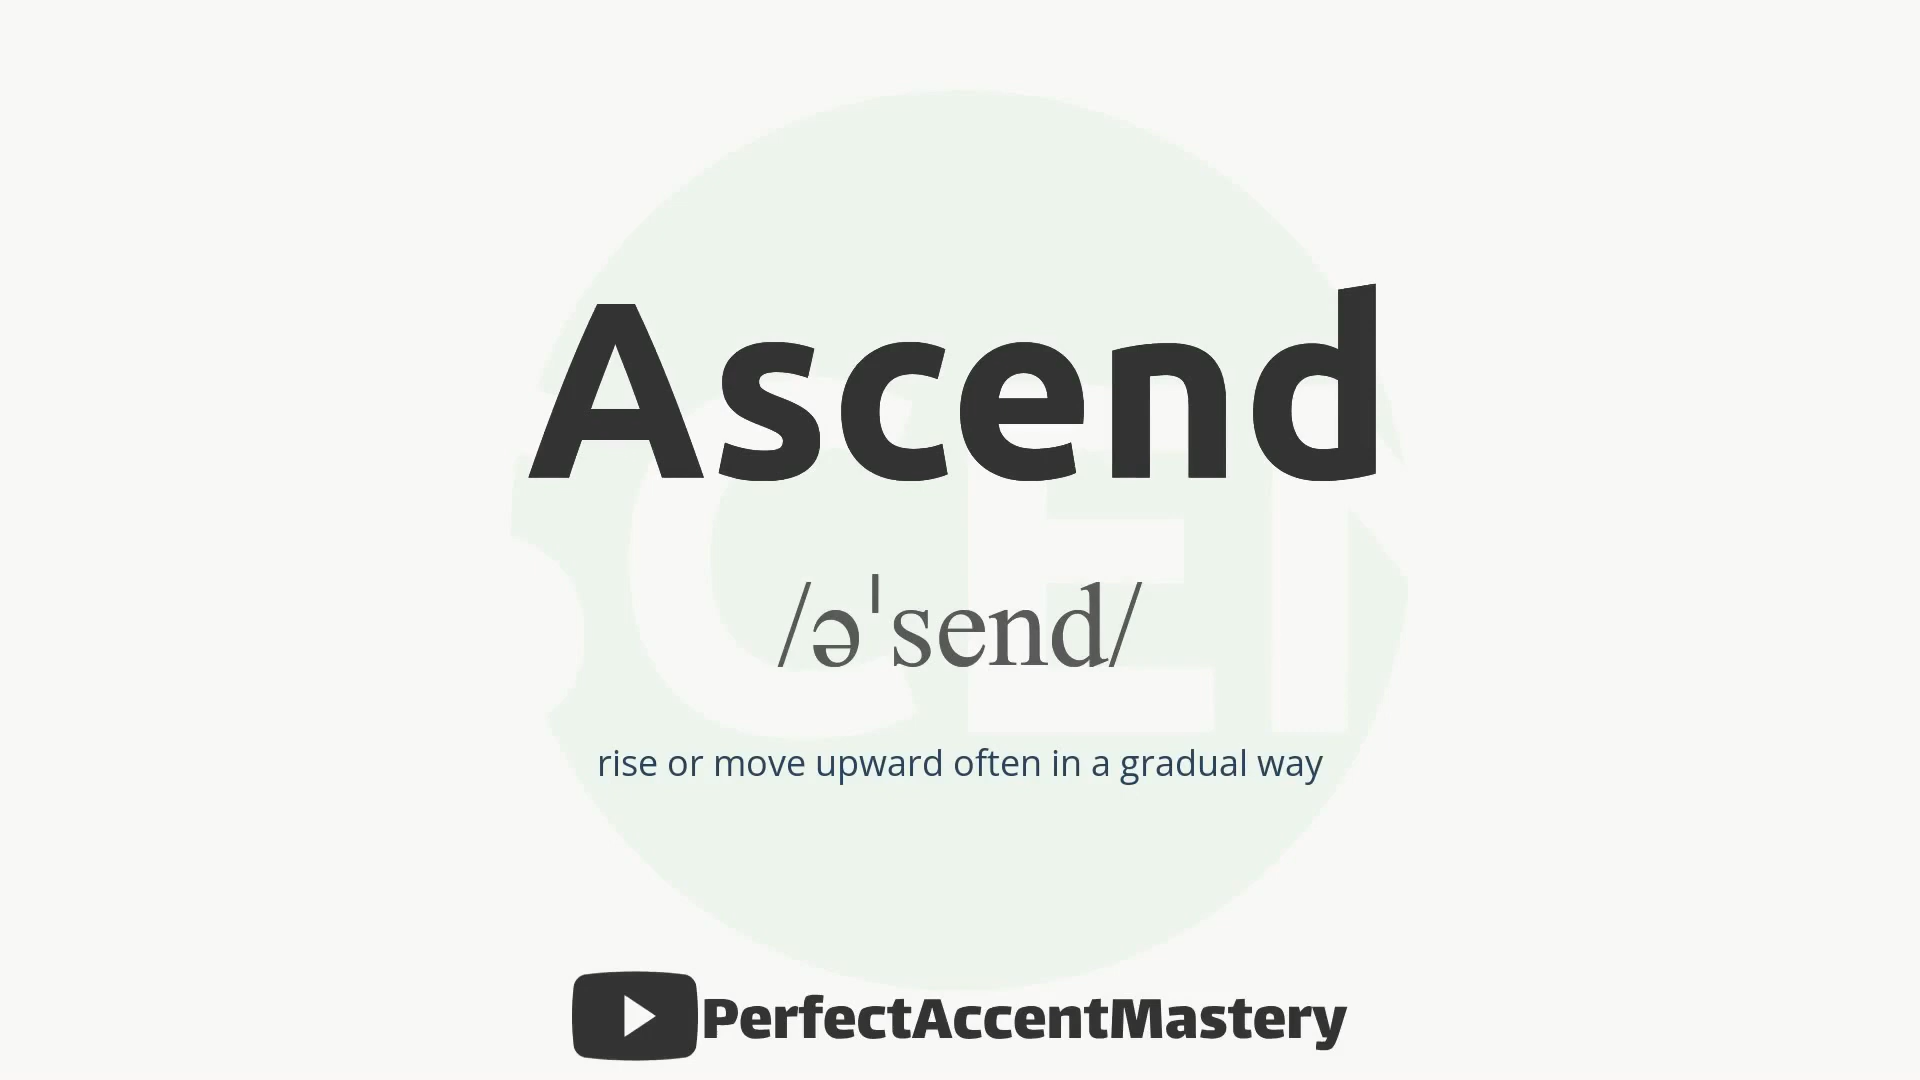 Ascend
/əˈsend/
rise or move upward often in a gradual way
PerfectAccentMastery